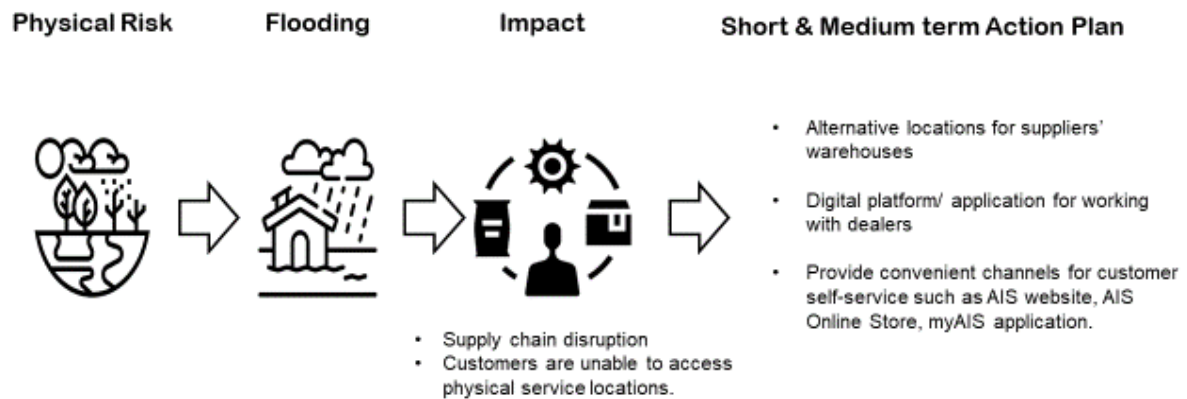 Physical Risk
Flooding
Impact
Short & Medium term Action Plan
• Alternative locations for suppliers'
warehouses
• Digital platform/ application for working
with dealers
• Provide convenient channels for customer
self-service such as AIS website, AIS
Online Store, myAIS application.
• Supply chain disruption
• Customers are unable to access
physical service locations.